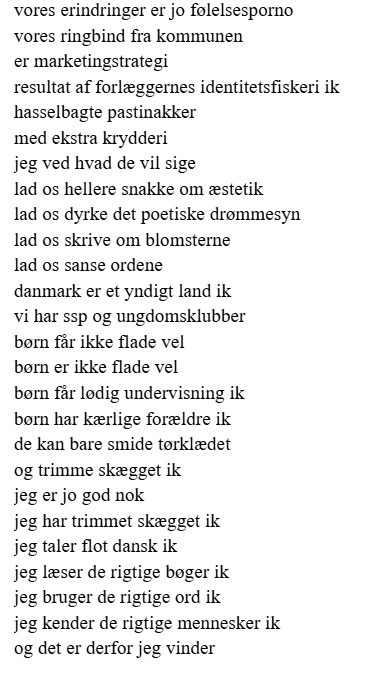 vores erindringer er jo følelsesporno
vores ringbind fra kommunen
er marketingstrategi
resultat af forlæggernes identitetsfiskeri ik
hasselbagte pastinakker
med ekstra krydderi
jeg ved hvad de vil sige
lad os hellere snakke om æstetik
lad os dyrke det poetiske drømmesyn
lad os skrive om blomsterne
lad os sanse ordene
danmark er et yndigt land ik
vi har ssp og ungdomsklubber
børn får ikke flade vel
børn er ikke flade vel
børn får lødig undervisning ik
børn har kærlige forældre ik
de kan bare smide tørklædet
og trimme skægget ik
jeg er jo god nok
jeg har trimmet skægget ik
jeg taler flot dansk ik
jeg læser de rigtige bøger ik
jeg bruger de rigtige ord ik
jeg kender de rigtige mennesker ik
og det er derfor jeg vinder